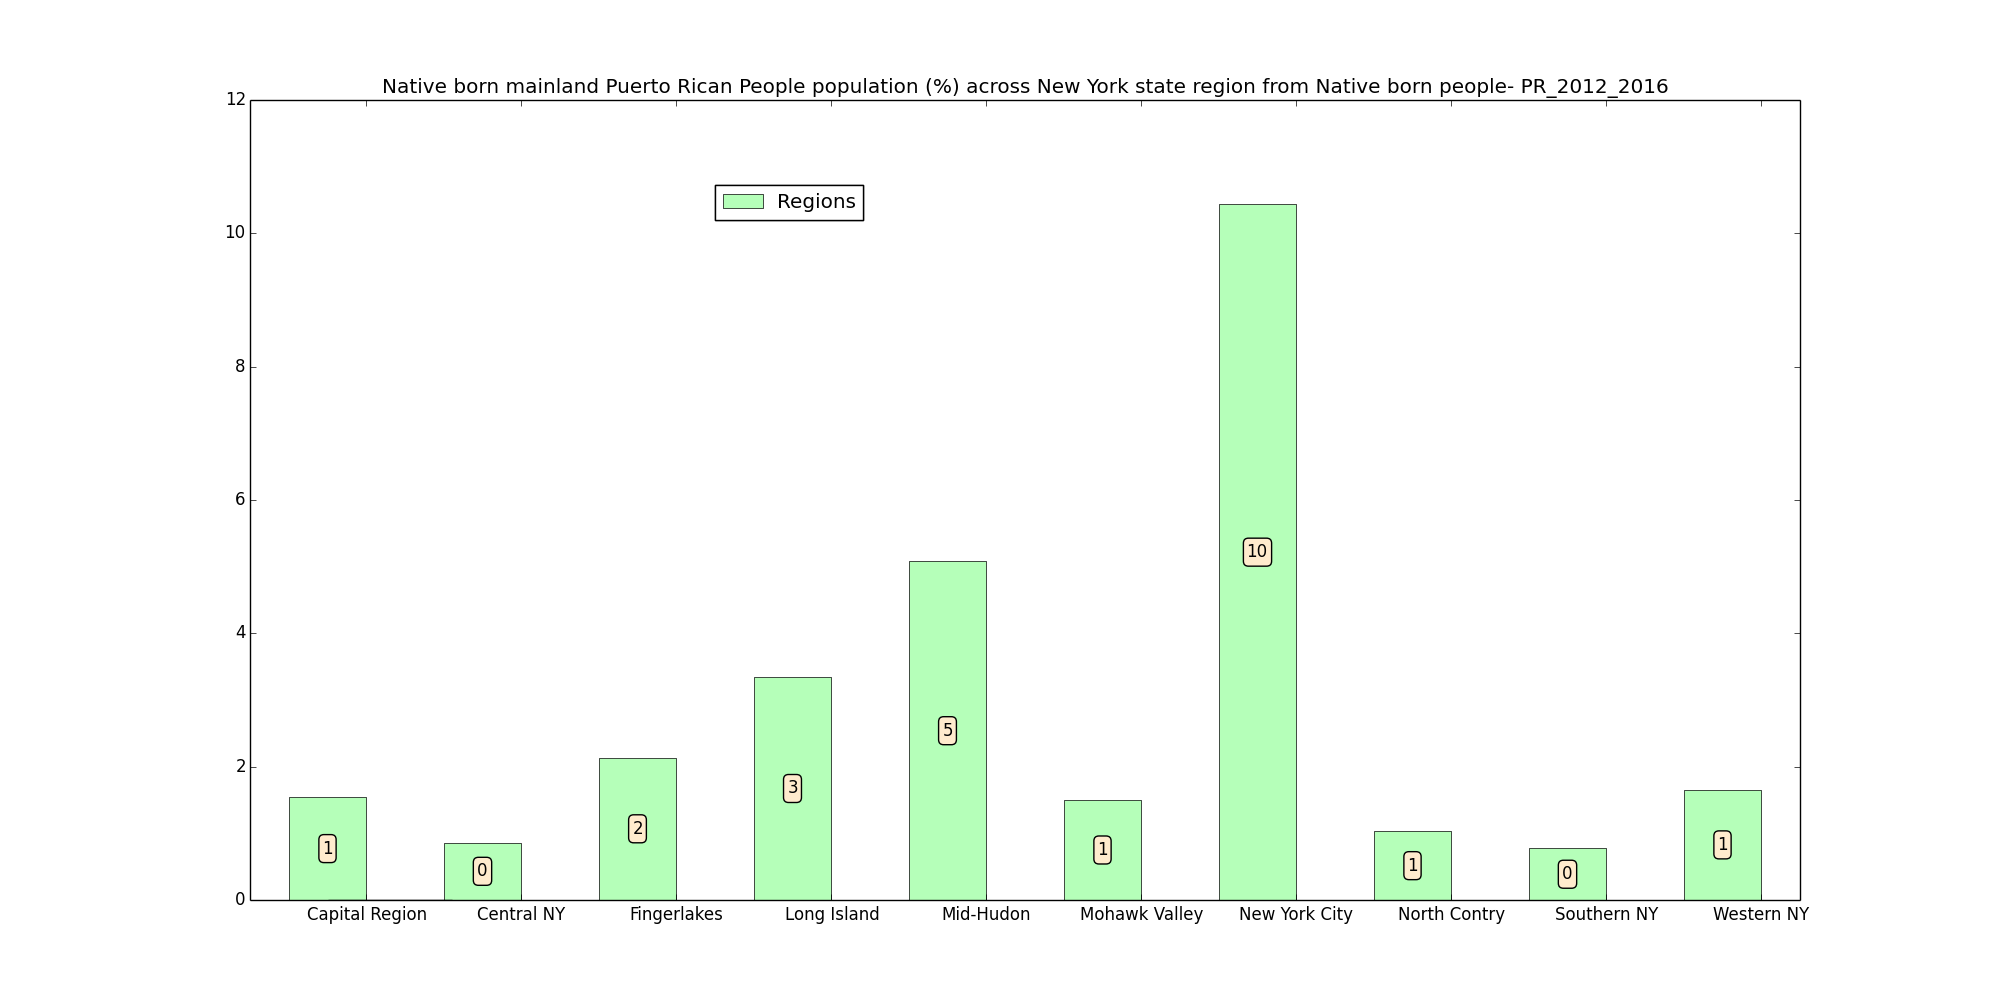 Native born mainland Puerto Rican People population (%) across New York state region from Native born people- PR_2012_2016
12
10
8
6
4
2
0
Regions
1
0
2
3
5
1
10
1
0
1
Capital Region
Central NY
Fingerlakes
Long Island
Mid-Hudon
Mohawk Valley
New York City
North Contry
Southern NY
Western NY